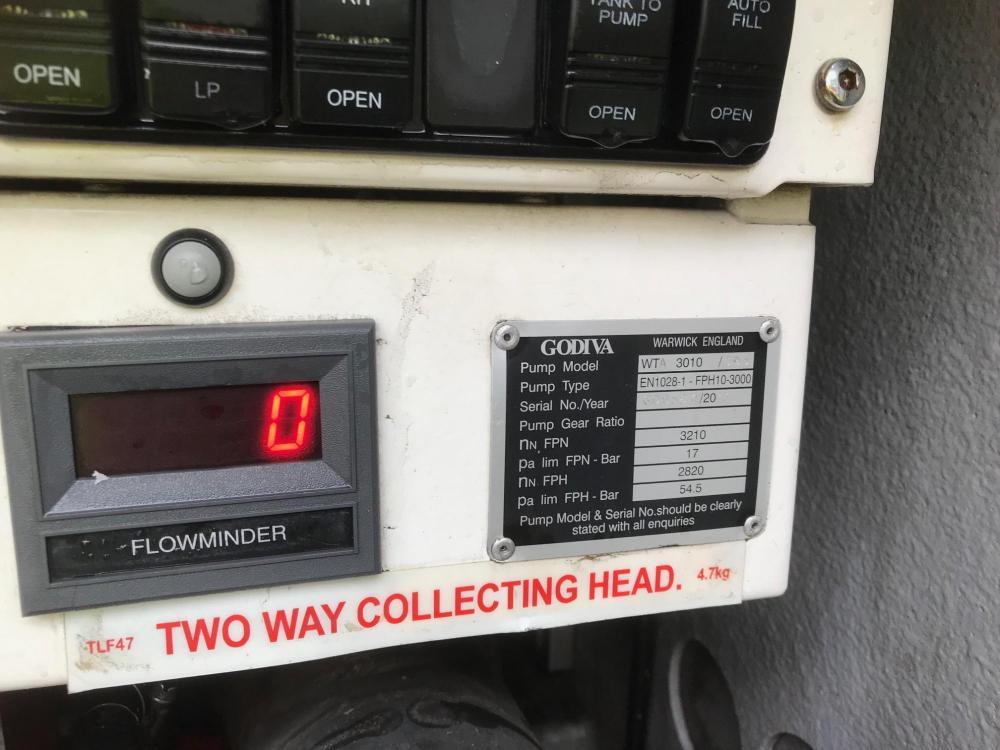 TANK TO
PUMP
AUTO
FILL
OPEN
LP
OPEN
OPEN
OPEN
GODIVA WARWICK ENGLAND
Pump Model WTA 3010 /
Pump Type EN1028-1 - FPH10-3000
Serial No./Year /20
Pump Gear Ratio
nN FPN 3210
pa lim FPN - Bar 17
nN FPH 2820
pa lim FPH - Bar 54.5
Pump Model & Serial No.should be clearly
stated with all enquiries
0
FLOWMINDER
TLF47 TWO WAY COLLECTING HEAD. 4.7kg